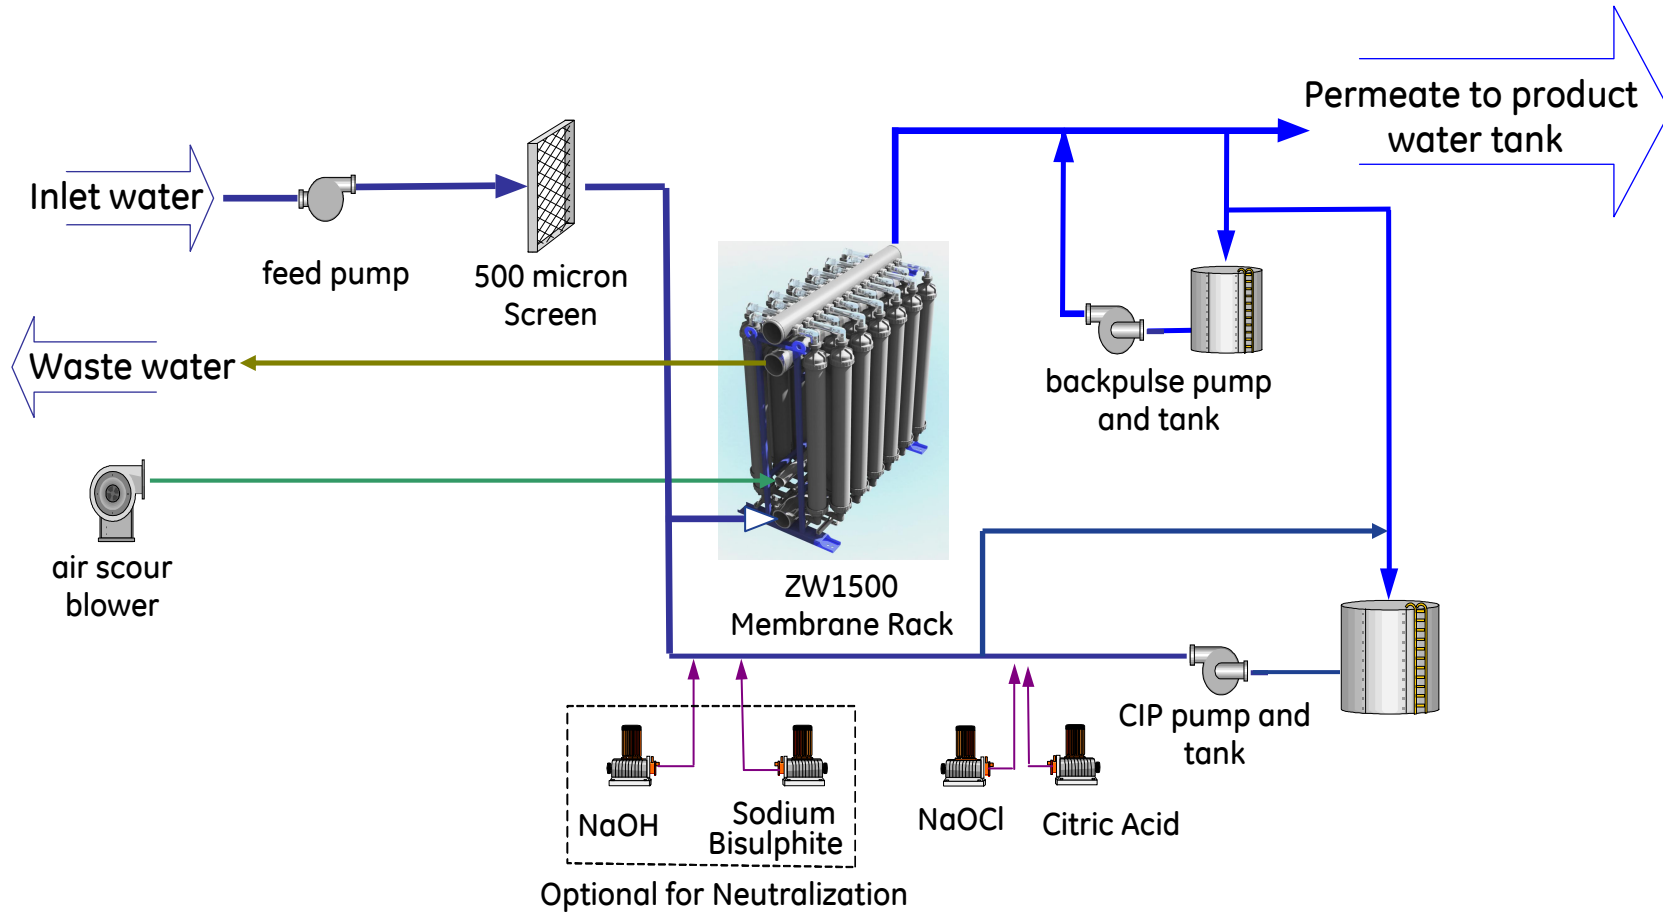 Permeate to product
water tank
Inlet water
feed pump
500 micron
Screen
Waste water
backpulse pump
and tank
air scour
blower
ZW1500
Membrane Rack
CIP pump and
tank
NaOH
Sodium
Bisulphite
NaOCl
Citric Acid
Optional for Neutralization